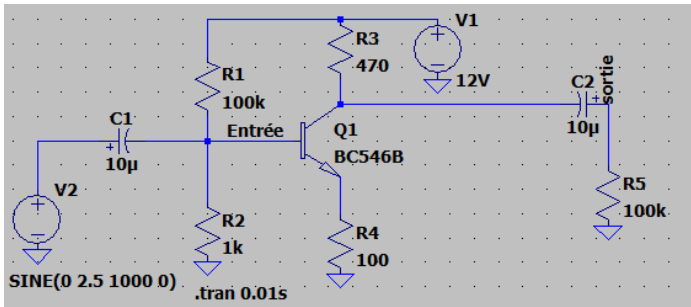 V1
R3
470
12V
R1
100k
C2
sortie
10µ
C1
10µ
Entrée
Q1
BC546B
V2
R2
1k
R4
100
R5
100k
SINE(0 2.5 1000 0)
.tran 0.01s